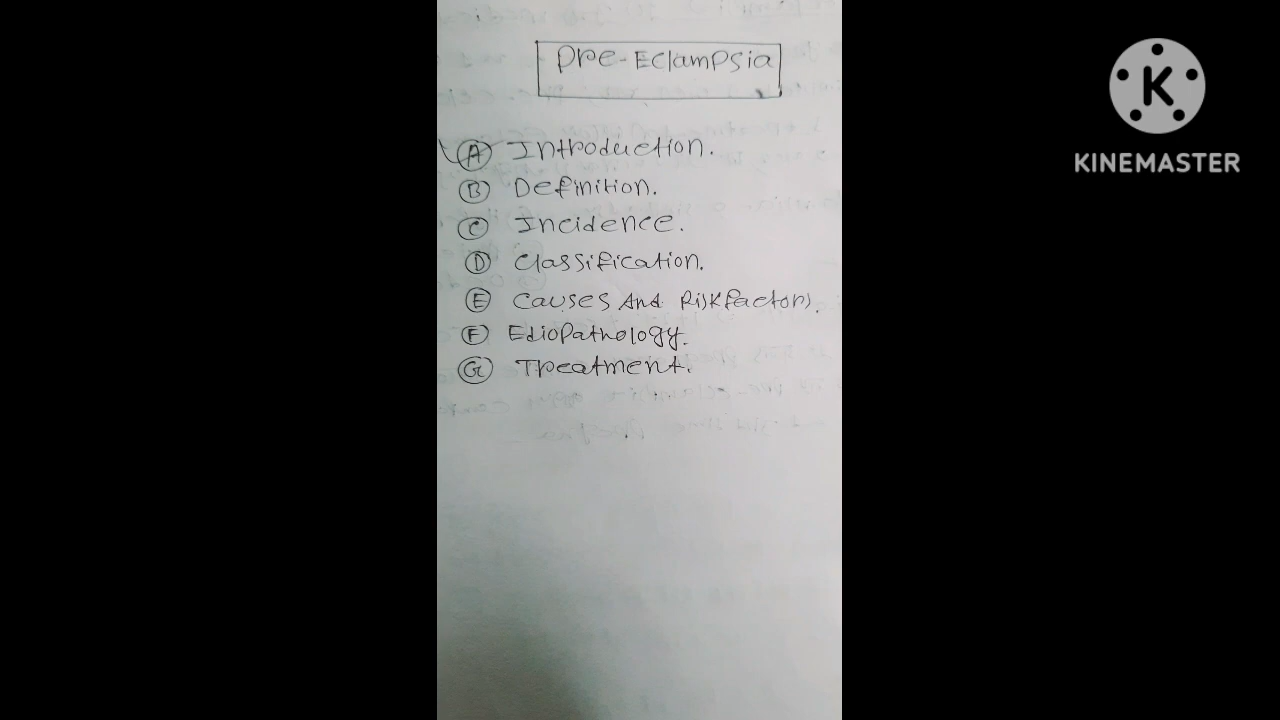 Pre-Eclampsia
A Introduction.
B Definition.
C Incidence.
D Classification.
E Causes And Riskfactors.
F Ediopathology.
G Treatment.
K
KINEMASTER